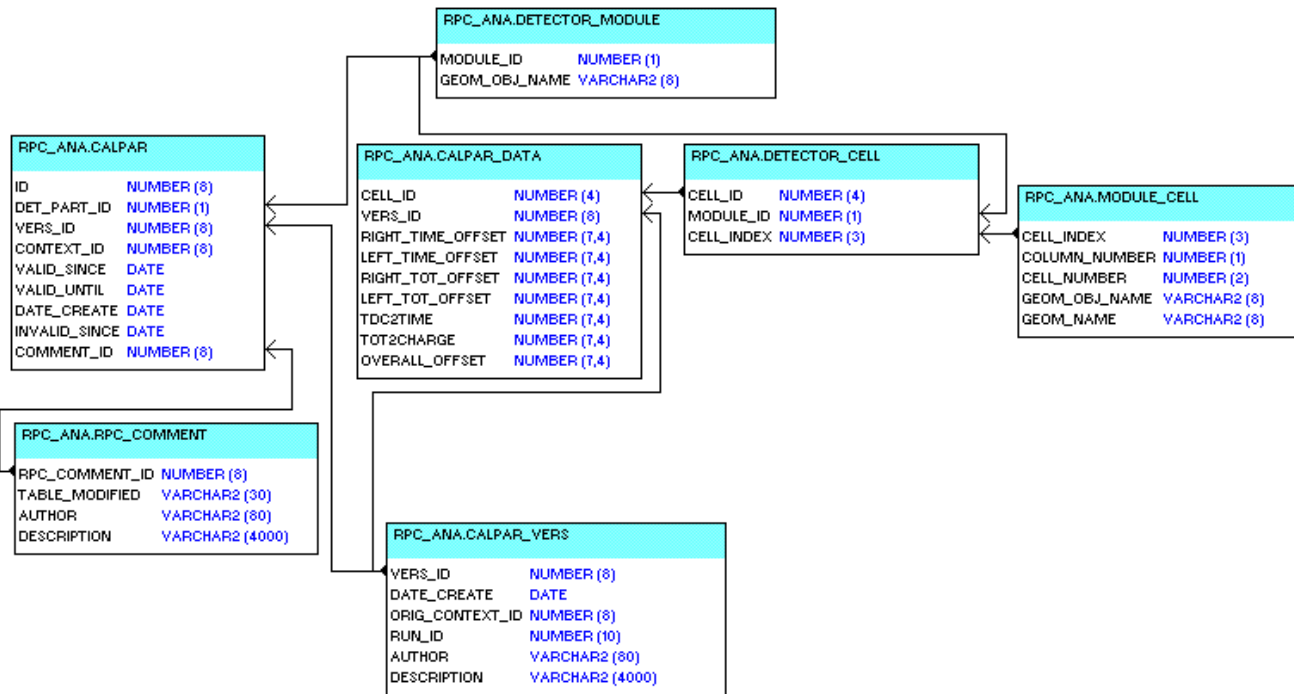 RPC_ANA.DETECTOR_MODULE
MODULE_ID NUMBER (1)
GEOM_OBJ_NAME VARCHAR2 (8)
RPC_ANA.CALPAR
ID NUMBER (8)
DET_PART_ID NUMBER (1)
VERS_ID NUMBER (8)
CONTEXT_ID NUMBER (8)
VALID_SINCE DATE
VALID_UNTIL DATE
DATE_CREATE DATE
INVALID_SINCE DATE
COMMENT_ID NUMBER (8)
RPC_ANA.CALPAR_DATA
CELL_ID NUMBER (4)
VERS_ID NUMBER (8)
RIGHT_TIME_OFFSET NUMBER (7,4)
LEFT_TIME_OFFSET NUMBER (7,4)
RIGHT_TOT_OFFSET NUMBER (7,4)
LEFT_TOT_OFFSET NUMBER (7,4)
TDC2TIME NUMBER (7,4)
TOT2CHARGE NUMBER (7,4)
OVERALL_OFFSET NUMBER (7,4)
RPC_ANA.DETECTOR_CELL
CELL_ID NUMBER (4)
MODULE_ID NUMBER (1)
CELL_INDEX NUMBER (3)
RPC_ANA.MODULE_CELL
CELL_INDEX NUMBER (3)
COLUMN_NUMBER NUMBER (1)
CELL_NUMBER NUMBER (2)
GEOM_OBJ_NAME VARCHAR2 (8)
GEOM_NAME VARCHAR2 (8)
RPC_ANA.RPC_COMMENT
RPC_COMMENT_ID NUMBER (8)
TABLE_MODIFIED VARCHAR2 (30)
AUTHOR VARCHAR2 (80)
DESCRIPTION VARCHAR2 (4000)
RPC_ANA.CALPAR_VERS
VERS_ID NUMBER (8)
DATE_CREATE DATE
ORIG_CONTEXT_ID NUMBER (8)
RUN_ID NUMBER (10)
AUTHOR VARCHAR2 (80)
DESCRIPTION VARCHAR2 (4000)